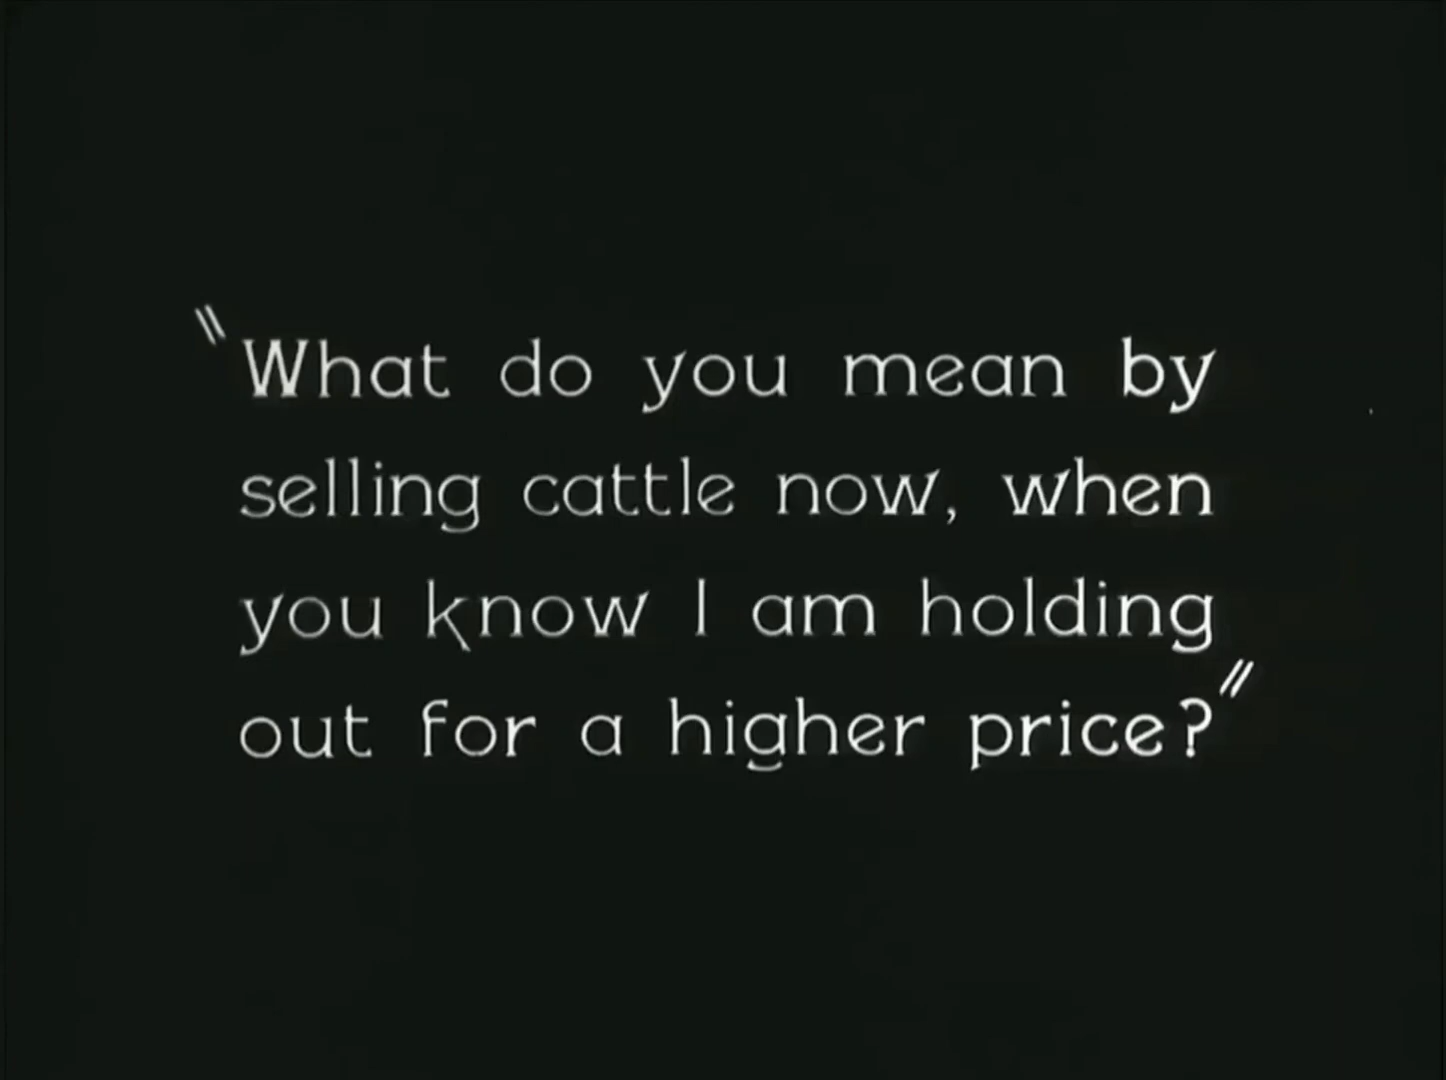 "What do you mean by
selling cattle now, when
you know I am holding
out for a higher price?"